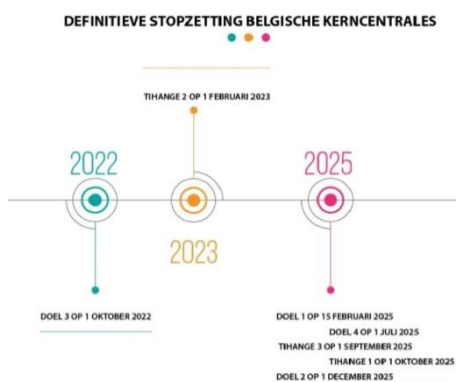 DEFINITIEVE STOPZETTING BELGISCHE KERNCENTRALES
TIHANGE 2 OP 1 FEBRUARI 2023
2022
2025
2023
DOEL 3 OP 1 OKTOBER 2022
DOEL 1 OP 15 FEBRUARI 2025
DOEL 4 OP 1 JULI 2025
TIHANGE 3 OP 1 SEPTEMBER 2025
TIHANGE 1 OP 1 OKTOBER 2025
DOEL 2 OP 1 DECEMBER 2025